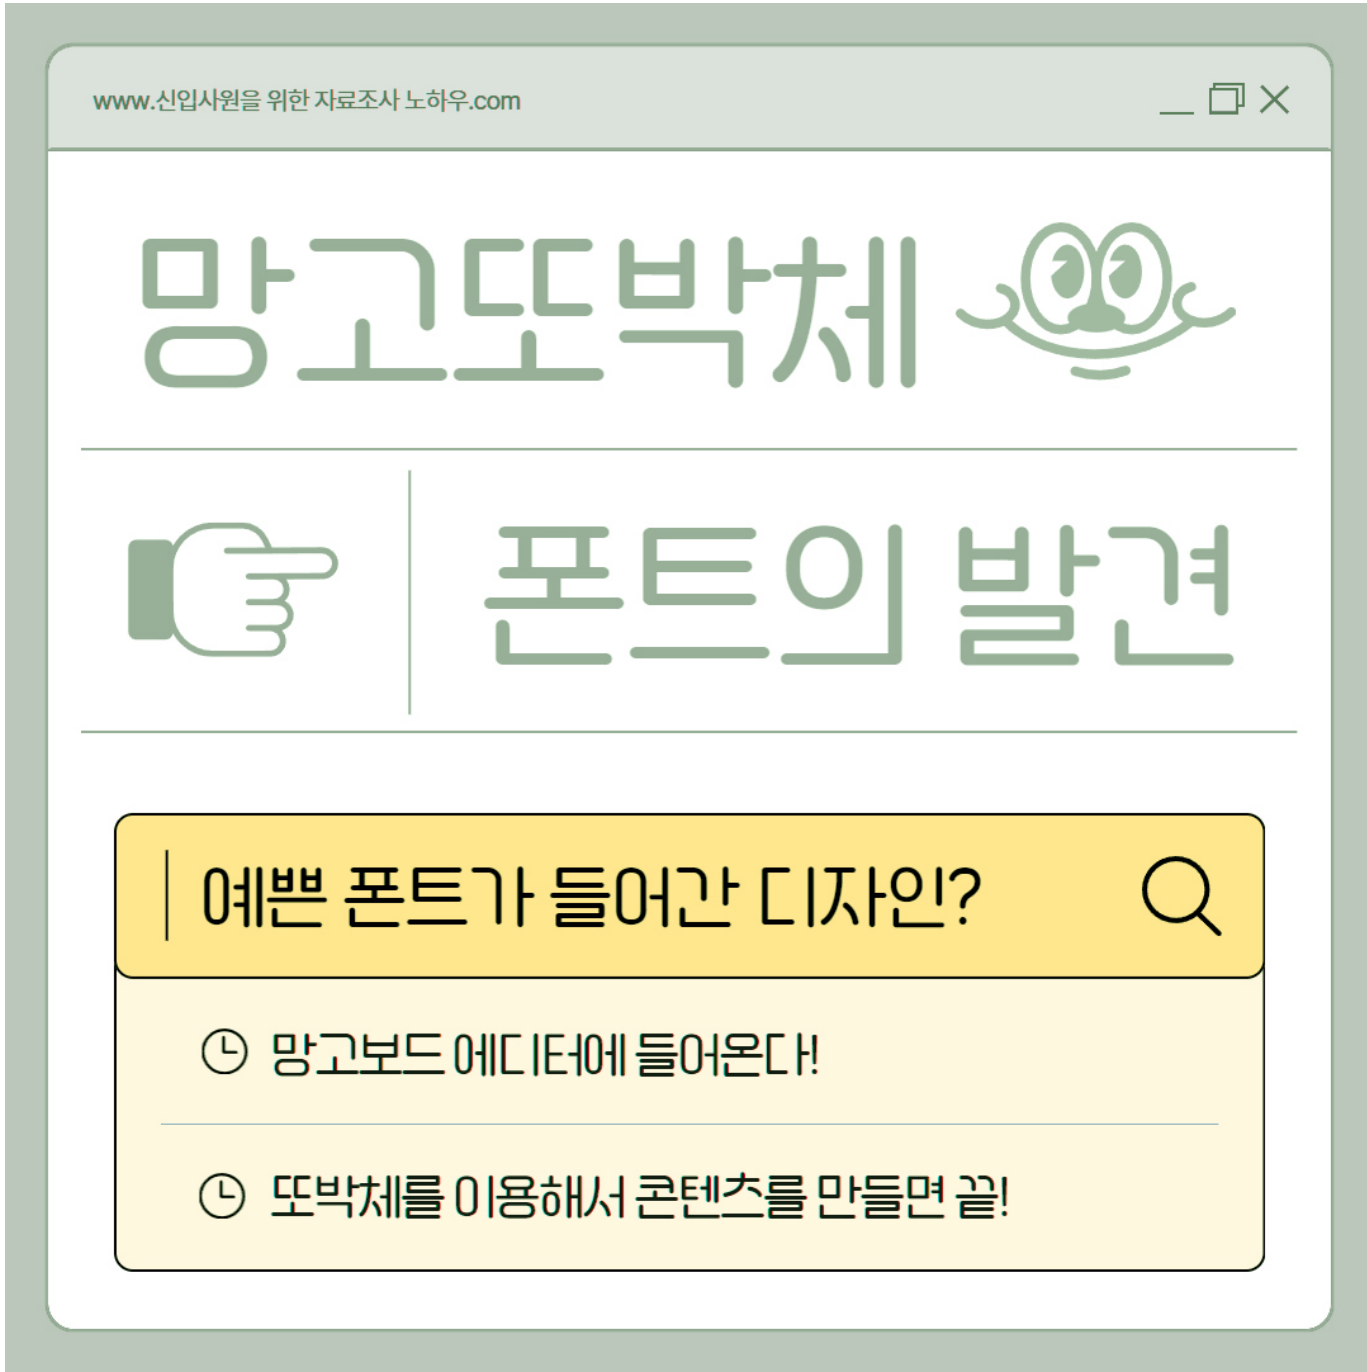 www.신입사원을 위한 자료조사 노하우.com
망고또박체
폰트의 발견
예쁜 폰트가 들어간 디자인?
망고보드 에디터에 들어온다!
또박체를 이용해서 콘텐츠를 만들면 끝!